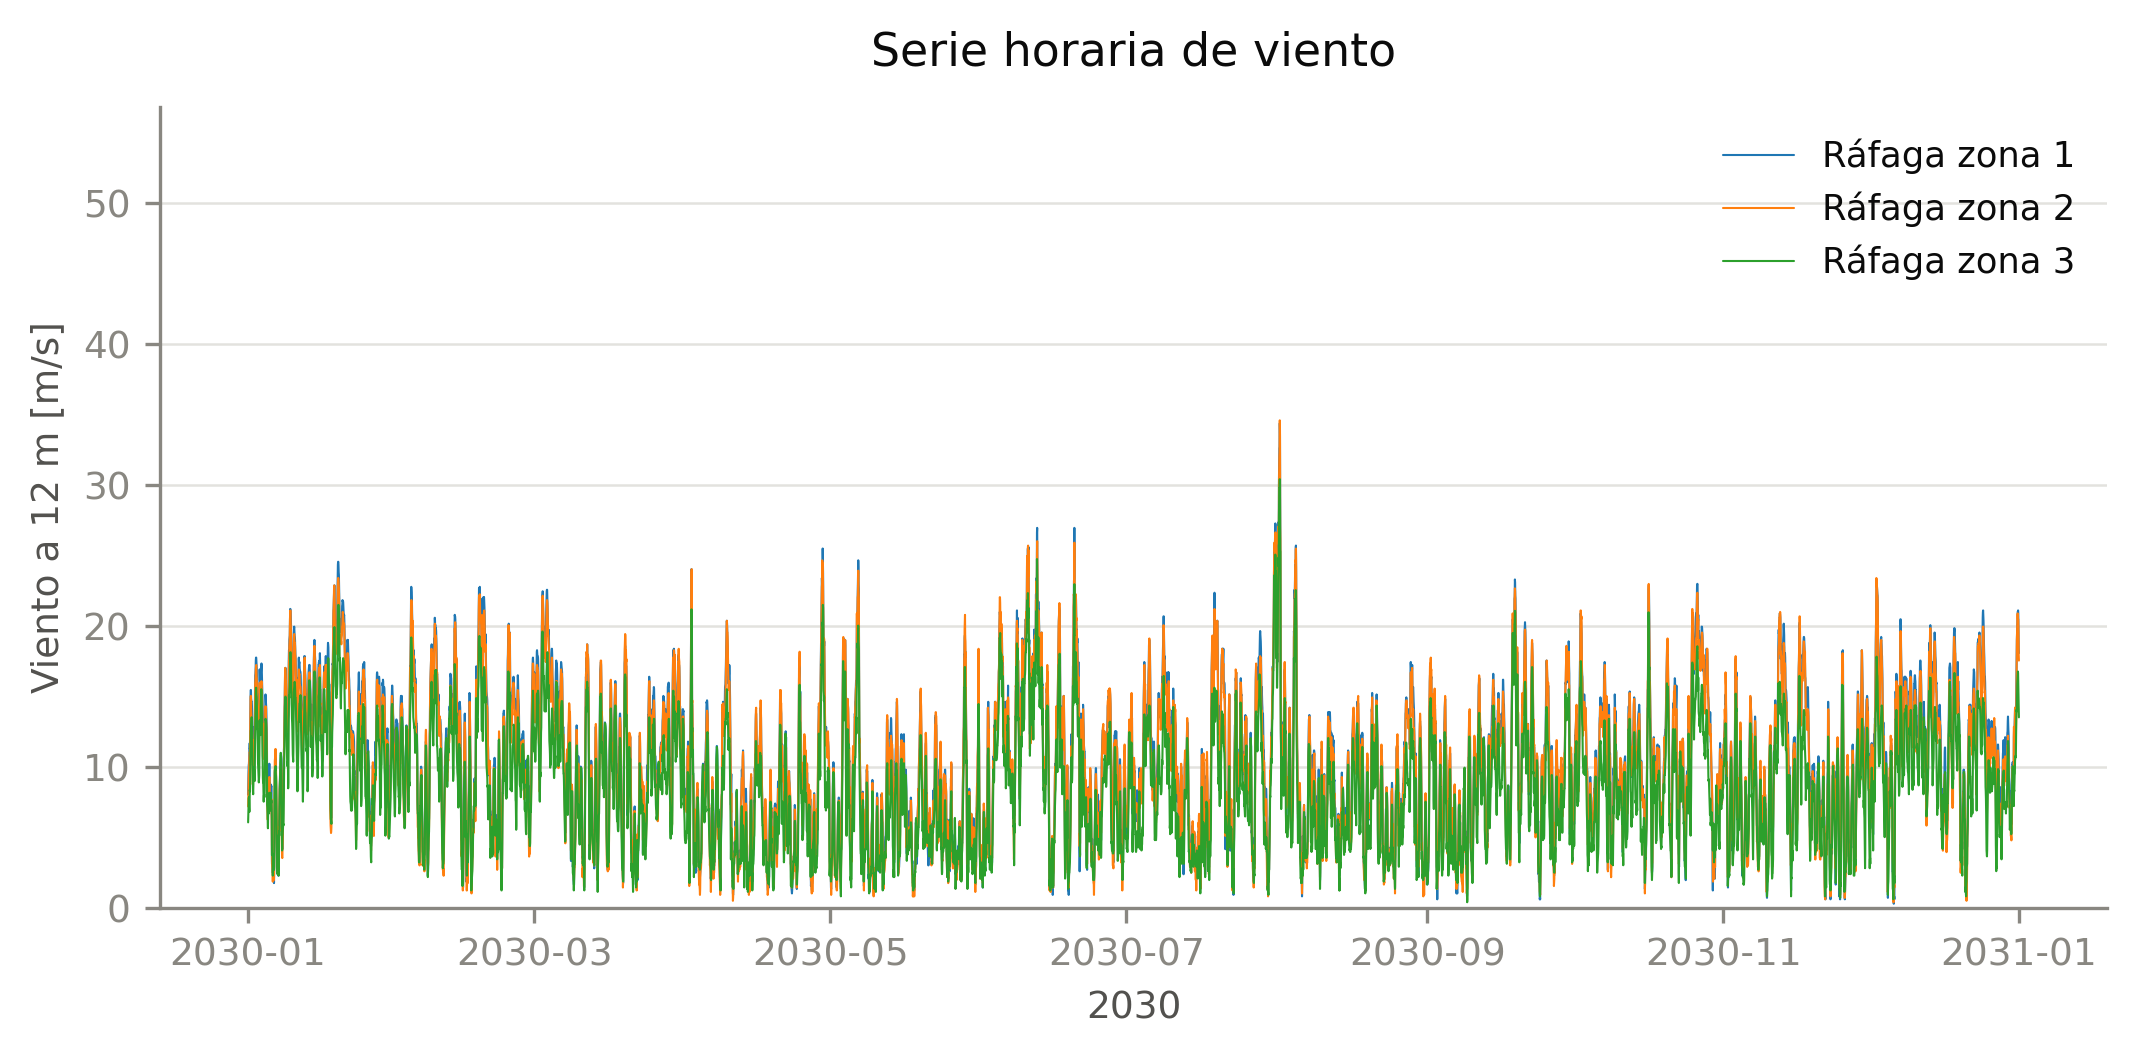 Serie horaria de viento
Ráfaga zona 1
Ráfaga zona 2
Ráfaga zona 3
Viento a 12 m [m/s]
50
40
30
20
10
0
2030-01 2030-03 2030-05 2030-07 2030-09 2030-11 2031-01
2030